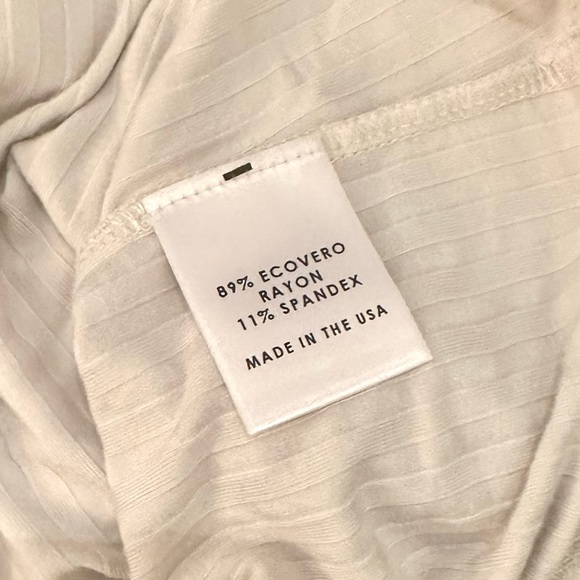 89% ECOVERO
RAYON
11% SPANDEX
MADE IN THE USA